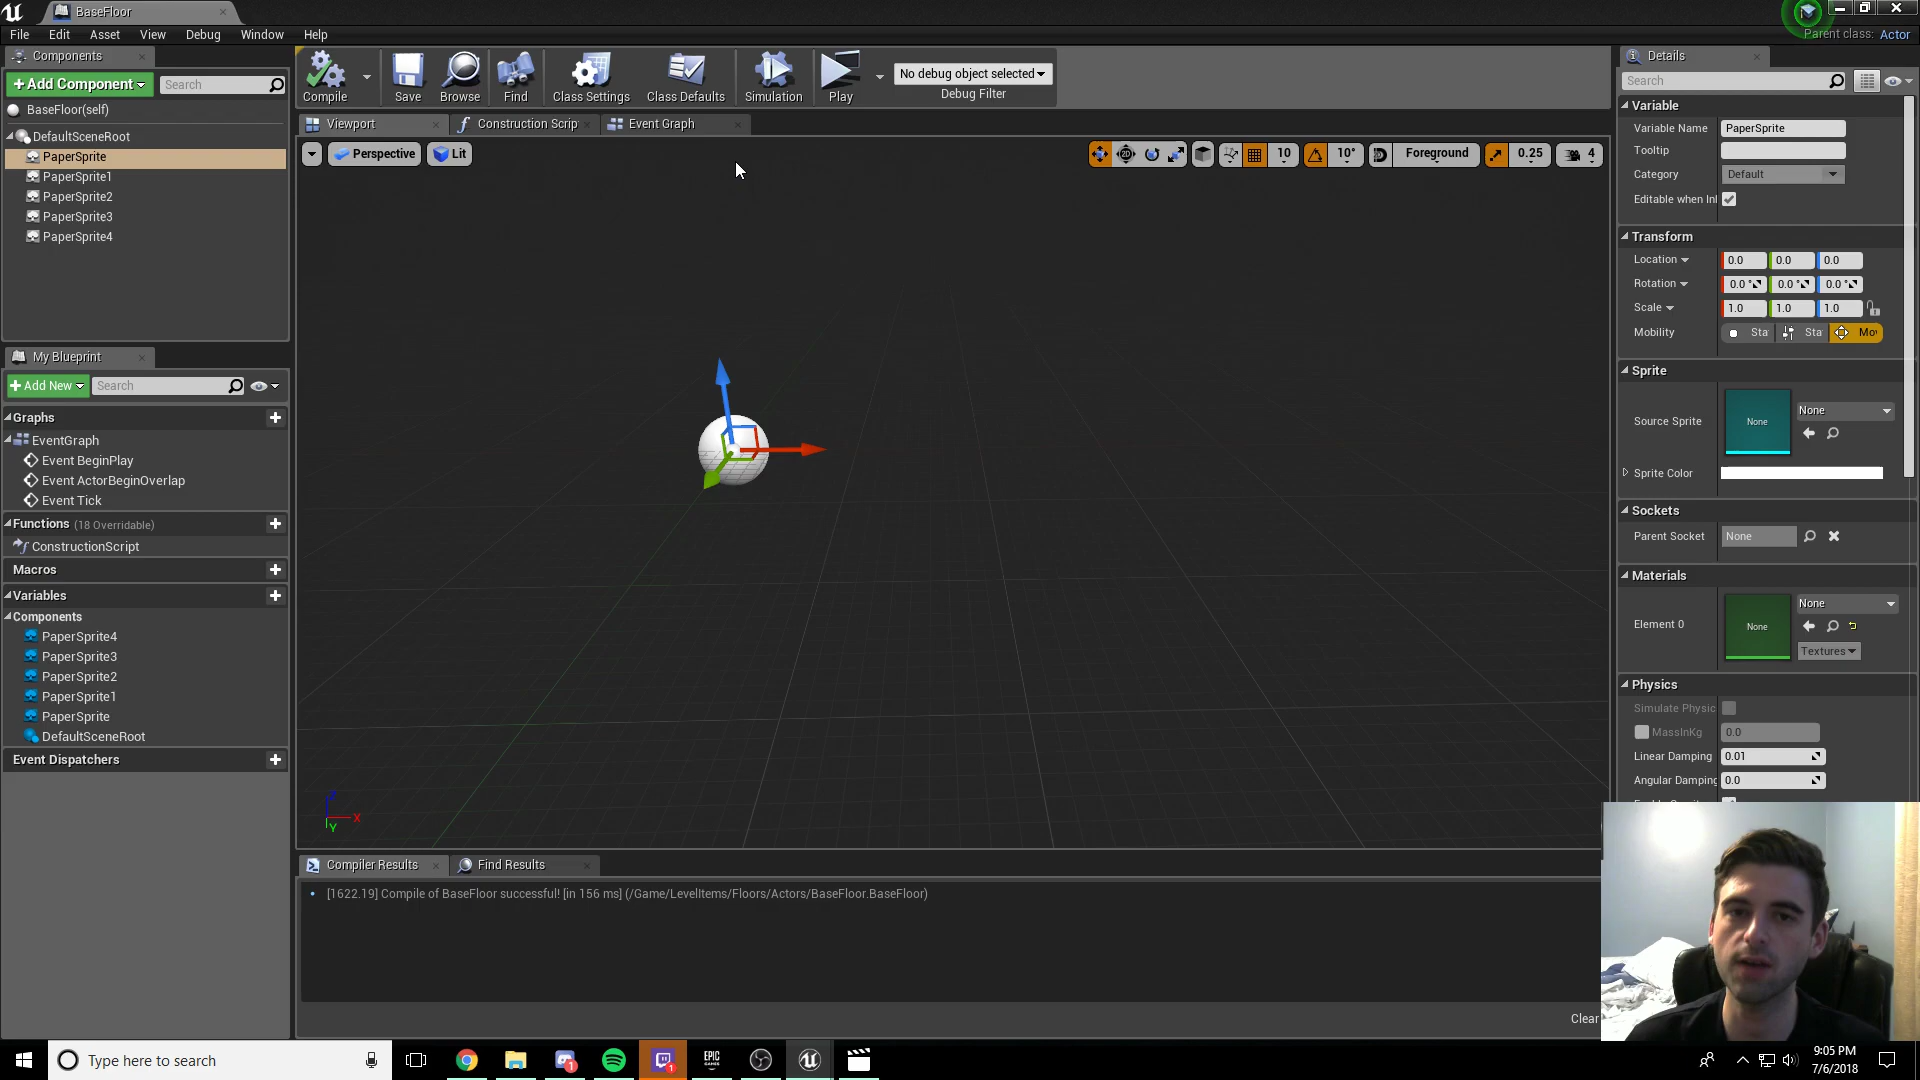 BaseFloor
File Edit Asset View Debug Window Help
Parent class: Actor
Components
+Add Component
Search
BaseFloor(self)
DefaultSceneRoot
PaperSprite
PaperSprite1
PaperSprite2
PaperSprite3
PaperSprite4
My Blueprint
+Add New
Search
Graphs
EventGraph
Event BeginPlay
Event ActorBeginOverlap
Event Tick
Functions (18 Overridable)
ConstructionScript
Macros
Variables
Components
PaperSprite4
PaperSprite3
PaperSprite2
PaperSprite1
PaperSprite
DefaultSceneRoot
Event Dispatchers
Compile
Save
Browse
Find
Class Settings
Class Defaults
Simulation
Play
No debug object selected
Debug Filter
Viewport
Construction Scrip
Event Graph
Perspective
Lit
10
10°
Foreground
0.25
4
Z
X
Y
Compiler Results
Find Results
[1622.19] Compile of BaseFloor successful! [in 156 ms] (/Game/LevelItems/Floors/Actors/BaseFloor.BaseFloor)
Clear
Details
Search
Variable
Variable Name PaperSprite
Tooltip
Category Default
Editable when Inl
Transform
Location 0.0 0.0 0.0
Rotation 0.0 ° 0.0 ° 0.0 °
Scale 1.0 1.0 1.0
Mobility Sta Sta Mov
Sprite
Source Sprite None None
Sprite Color
Sockets
Parent Socket None
Materials
Element 0 None None
Textures
Physics
Simulate Physic
MassInKg 0.0
Linear Damping 0.01
Angular Damping 0.0
Type here to search
EPIC GAMES
9:05 PM
7/6/2018